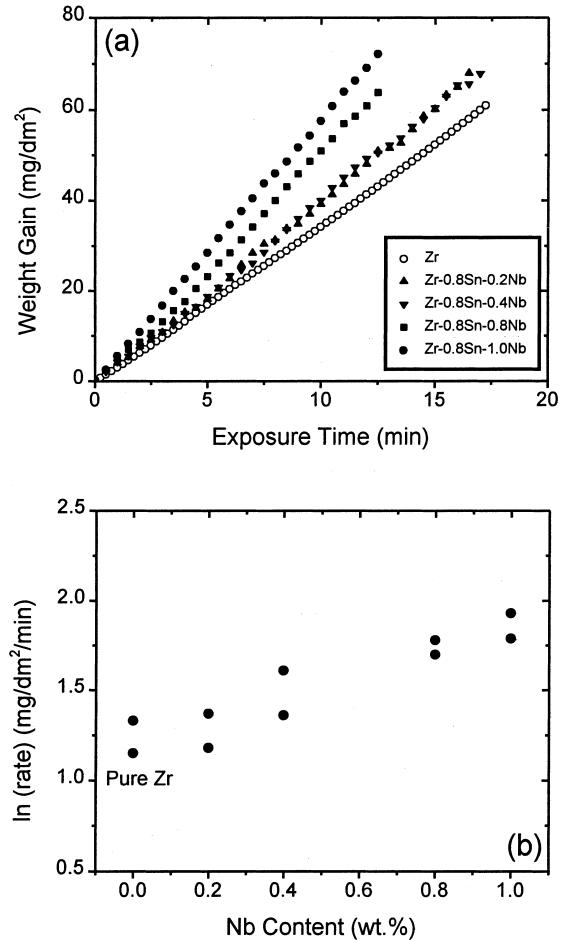 (a)
80
60
40
20
0
Weight Gain (mg/dm²)
Zr
Zr-0.8Sn-0.2Nb
Zr-0.8Sn-0.4Nb
Zr-0.8Sn-0.8Nb
Zr-0.8Sn-1.0Nb
0 5 10 15 20
Exposure Time (min)
2.5
2.0
1.5
1.0
0.5
ln (rate) (mg/dm²/min)
Pure Zr
(b)
0.0 0.2 0.4 0.6 0.8 1.0
Nb Content (wt.%)